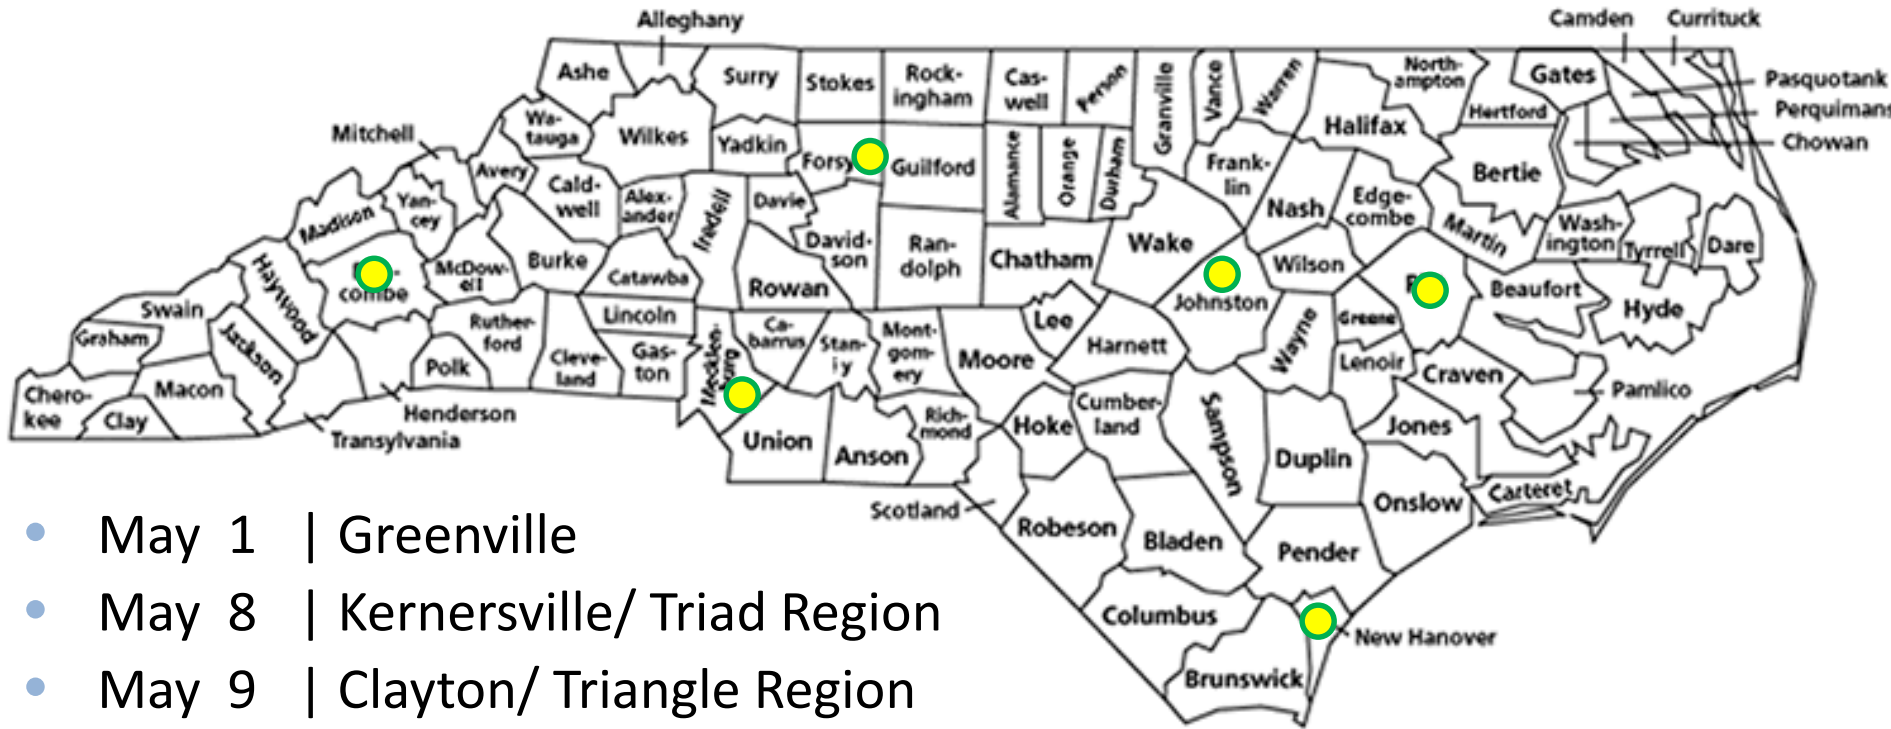 Alleghany
Camden
Currituck
Ashe
Surry
Stokes
Rock-
ingham
Cas-
well
Person
Granville
Vance
Warren
North-
ampton
Gates
Pasquotank
Hertford
Perquimans
Chowan
Mitchell
Wa-
tauga
Wilkes
Yadkin
Forsy
Guilford
Alamance
Orange
Durham
Frank-
lin
Halifax
Bertie
Avery
Cald-
well
Alex-
ander
Iredell
Davie
Nash
Edge-
combe
Martin
Wash-
ington
Tyrrell
Dare
Madison
Yan-
cey
David-
son
Ran-
dolph
Chatham
Wake
Wilson
Haywood
combe
McDow-
ell
Burke
Catawba
Rowan
Johnston
Beaufort
Hyde
Swain
Graham
Jackson
Ruther-
ford
Lincoln
Ca-
barrus
Stan-
ly
Mont-
gom-
ery
Moore
Lee
Harnett
Wayne
Greene
Lenoir
Craven
Pamlico
Chero-
kee
Clay
Macon
Polk
Cleve-
land
Gas-
ton
Mecklen-
Henderson
Transylvania
Union
Anson
Rich-
mond
Hoke
Cumber-
land
Sampson
Duplin
Jones
Onslow
Carteret
Scotland
Robeson
Bladen
Pender
Columbus
New Hanover
Brunswick
• May 1 | Greenville
• May 8 | Kernersville/ Triad Region
• May 9 | Clayton/ Triangle Region